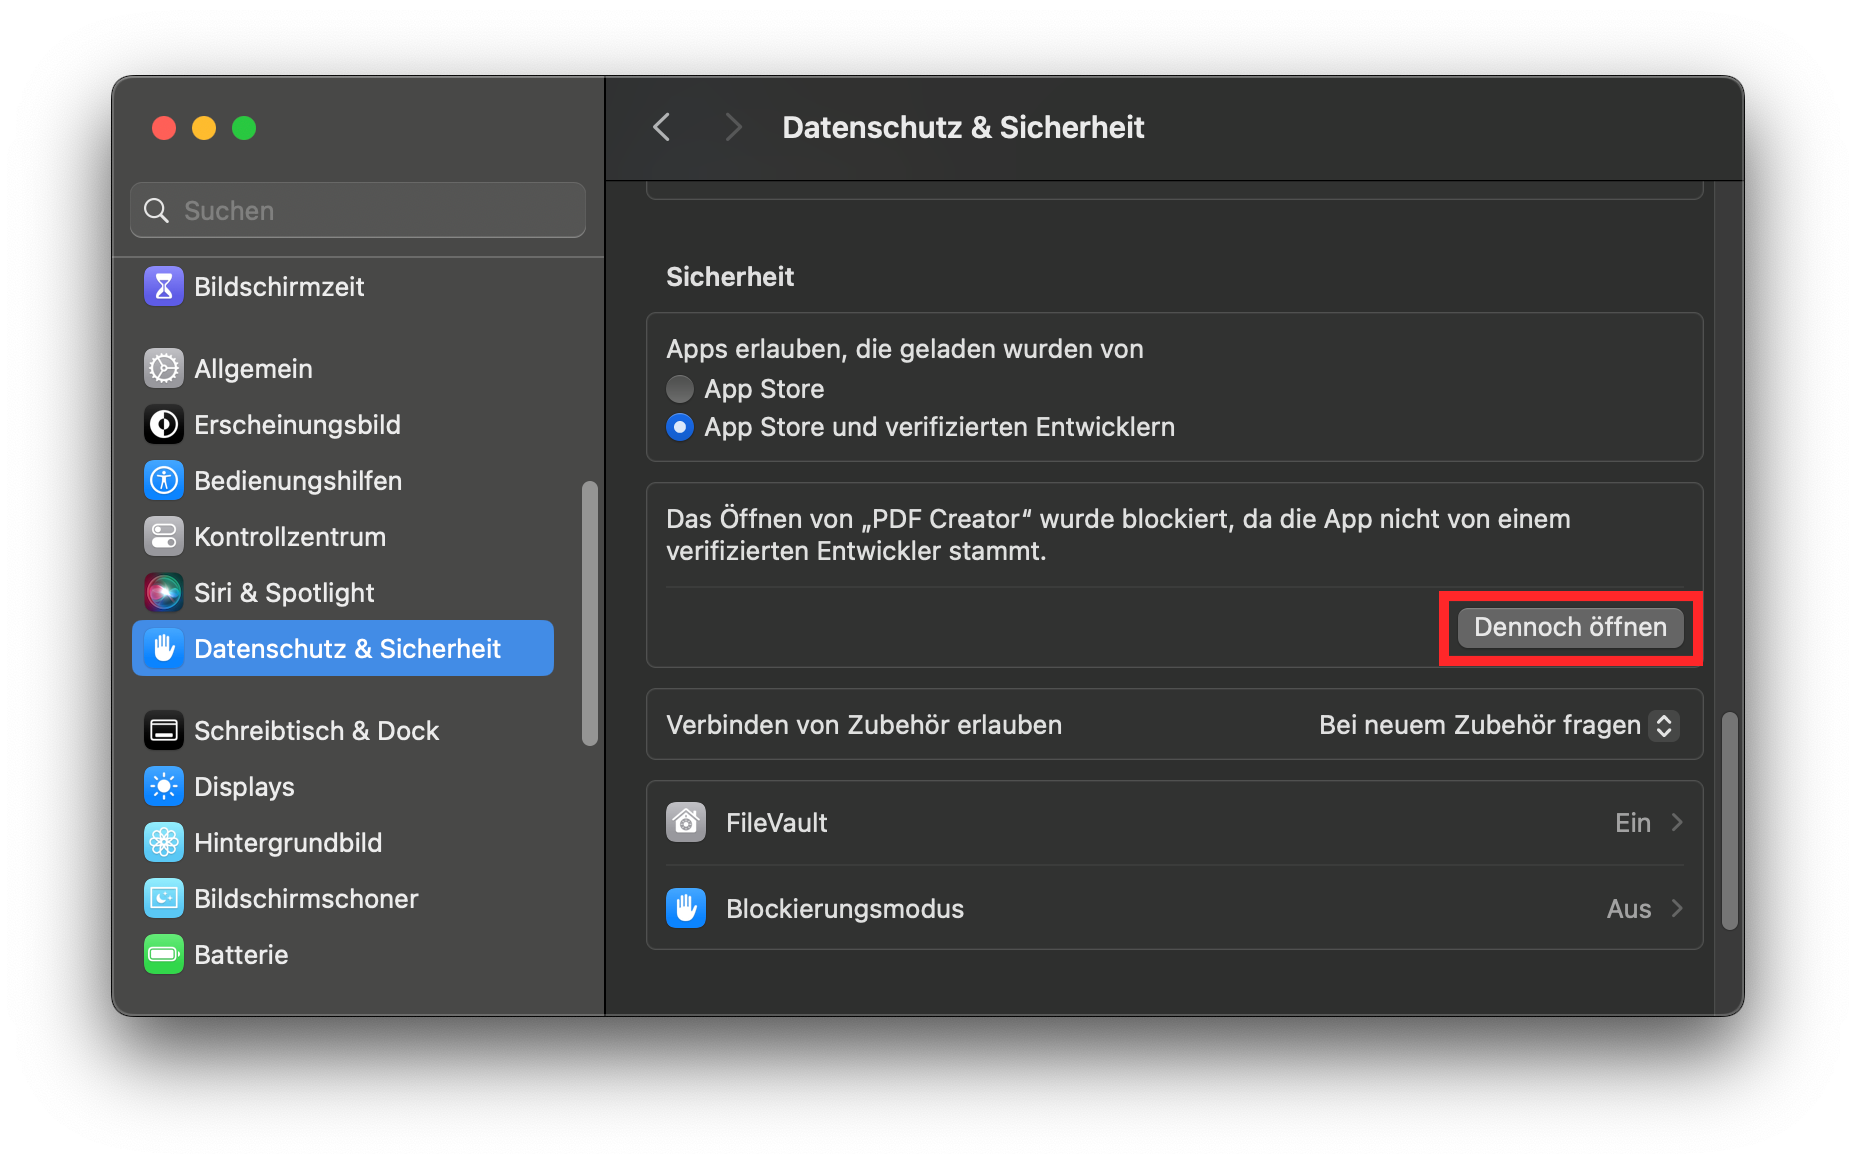 Datenschutz & Sicherheit
Suchen
Bildschirmzeit
Allgemein
Erscheinungsbild
Bedienungshilfen
Kontrollzentrum
Siri & Spotlight
Datenschutz & Sicherheit
Schreibtisch & Dock
Displays
Hintergrundbild
Bildschirmschoner
Batterie
Sicherheit
Apps erlauben, die geladen wurden von
App Store
App Store und verifizierten Entwicklern
Das Öffnen von „PDF Creator“ wurde blockiert, da die App nicht von einem
verifizierten Entwickler stammt.
Dennoch öffnen
Verbinden von Zubehör erlauben Bei neuem Zubehör fragen
FileVault Ein
Blockierungsmodus Aus